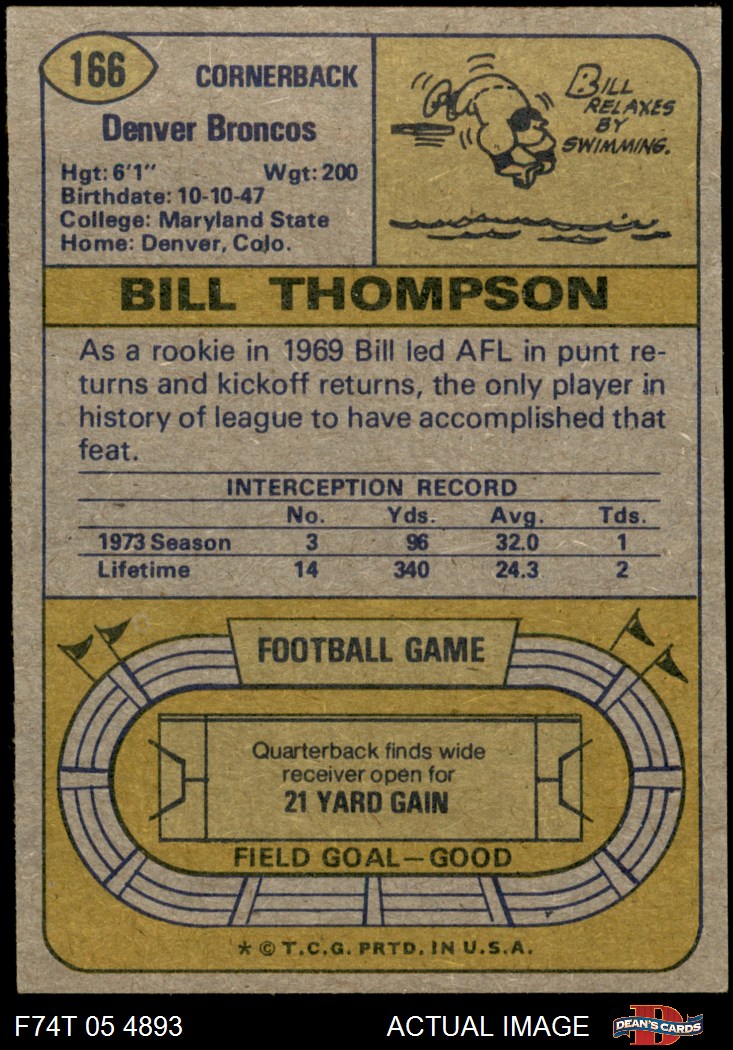 166
CORNERBACK
Denver Broncos
Hgt: 6'1" Wgt: 200
Birthdate: 10-10-47
College: Maryland State
Home: Denver, Colo.
BILL
RELAXES
BY
SWIMMING.
BILL THOMPSON
As a rookie in 1969 Bill led AFL in punt re-
turns and kickoff returns, the only player in
history of league to have accomplished that
feat.
INTERCEPTION RECORD
No. Yds. Avg. Tds.
1973 Season 3 96 32.0 1
Lifetime 14 340 24.3 2
FOOTBALL GAME
Quarterback finds wide
receiver open for
21 YARD GAIN
FIELD GOAL—GOOD
* © T.C.G. PRTD. IN U.S.A.
F74T 05 4893 ACTUAL IMAGE
D
DEAN'S CARDS